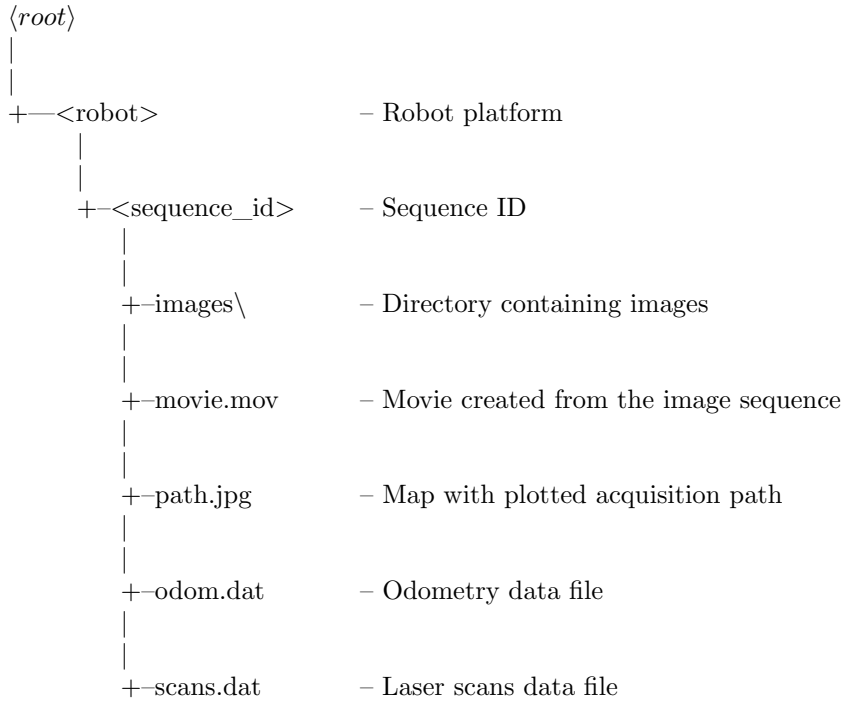 ⟨root⟩
|
|
+—<robot> – Robot platform
|
|
+–<sequence_id> – Sequence ID
|
|
+–images\ – Directory containing images
|
|
+–movie.mov – Movie created from the image sequence
|
|
+–path.jpg – Map with plotted acquisition path
|
|
+–odom.dat – Odometry data file
|
|
+–scans.dat – Laser scans data file